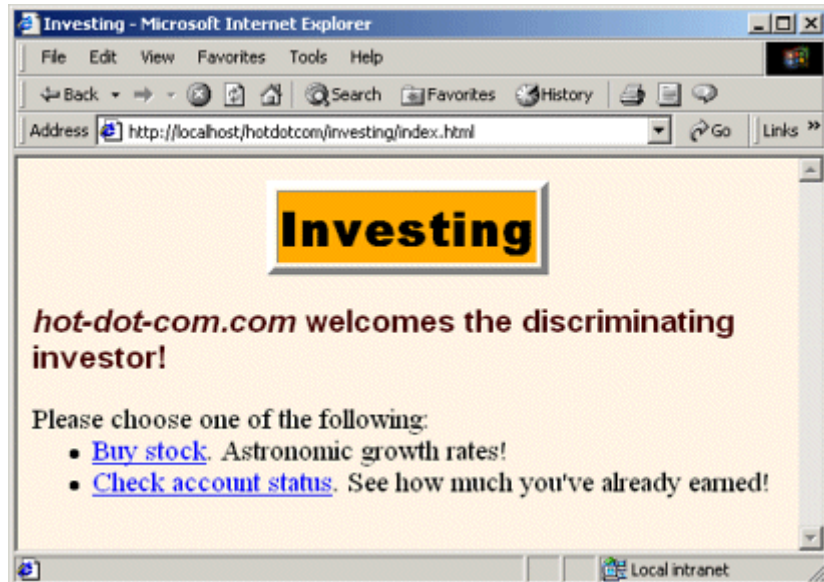 Investing - Microsoft Internet Explorer
File Edit View Favorites Tools Help
Back Search Favorites History
Address http://localhost/hotdotcom/investing/index.html Go Links »
Investing
hot-dot-com.com welcomes the discriminating
investor!
Please choose one of the following:
• Buy stock. Astronomic growth rates!
• Check account status. See how much you've already earned!
Local intranet